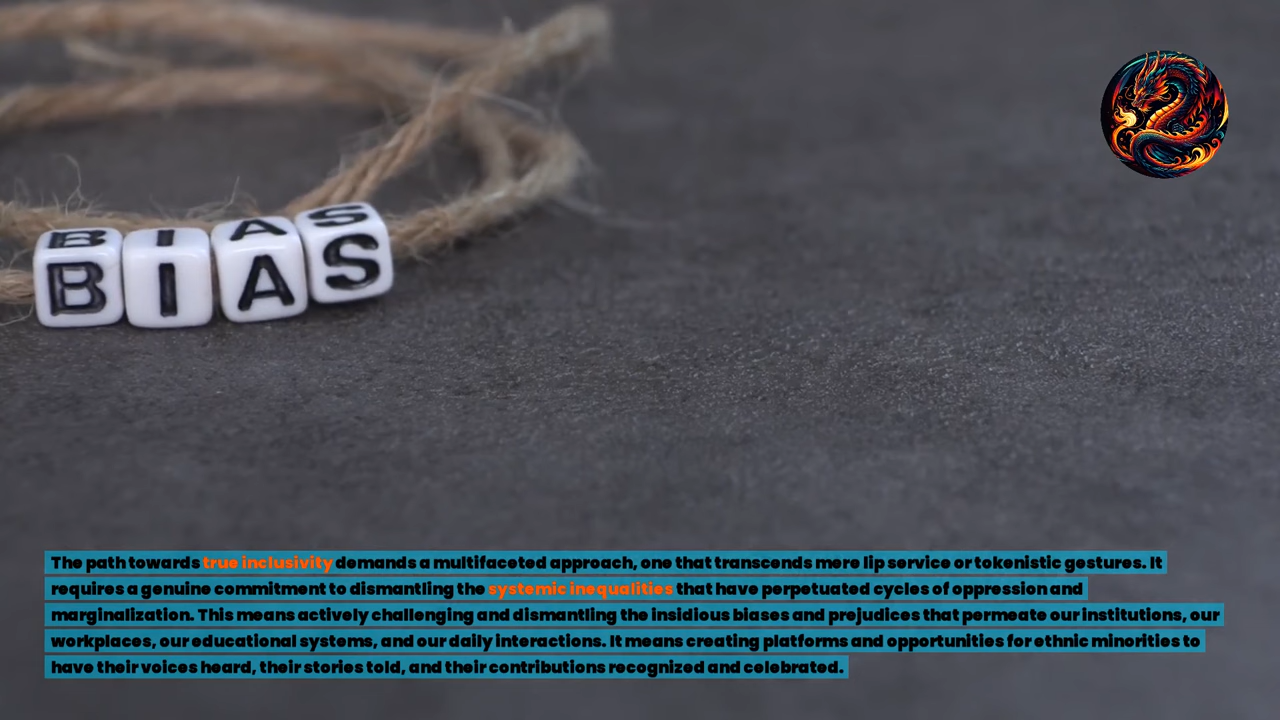 BIAS
The path towards true inclusivity demands a multifaceted approach, one that transcends mere lip service or tokenistic gestures. It
requires a genuine commitment to dismantling the systemic inequalities that have perpetuated cycles of oppression and
marginalization. This means actively challenging and dismantling the insidious biases and prejudices that permeate our institutions, our
workplaces, our educational systems, and our daily interactions. It means creating platforms and opportunities for ethnic minorities to
have their voices heard, their stories told, and their contributions recognized and celebrated.